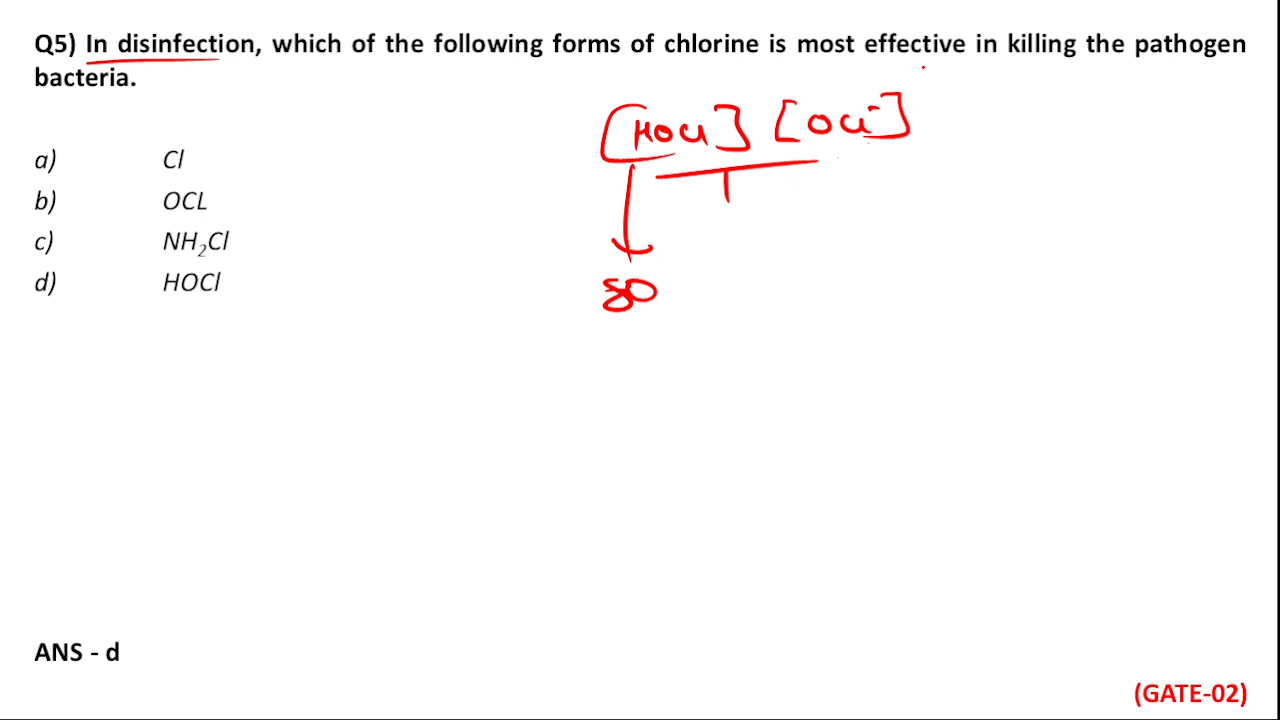 Q5) In disinfection, which of the following forms of chlorine is most effective in killing the pathogen
bacteria.
[HOCl] [OCl⁻]
a) Cl
b) OCL
c) NH₂Cl
d) HOCl
80
ANS - d
(GATE-02)